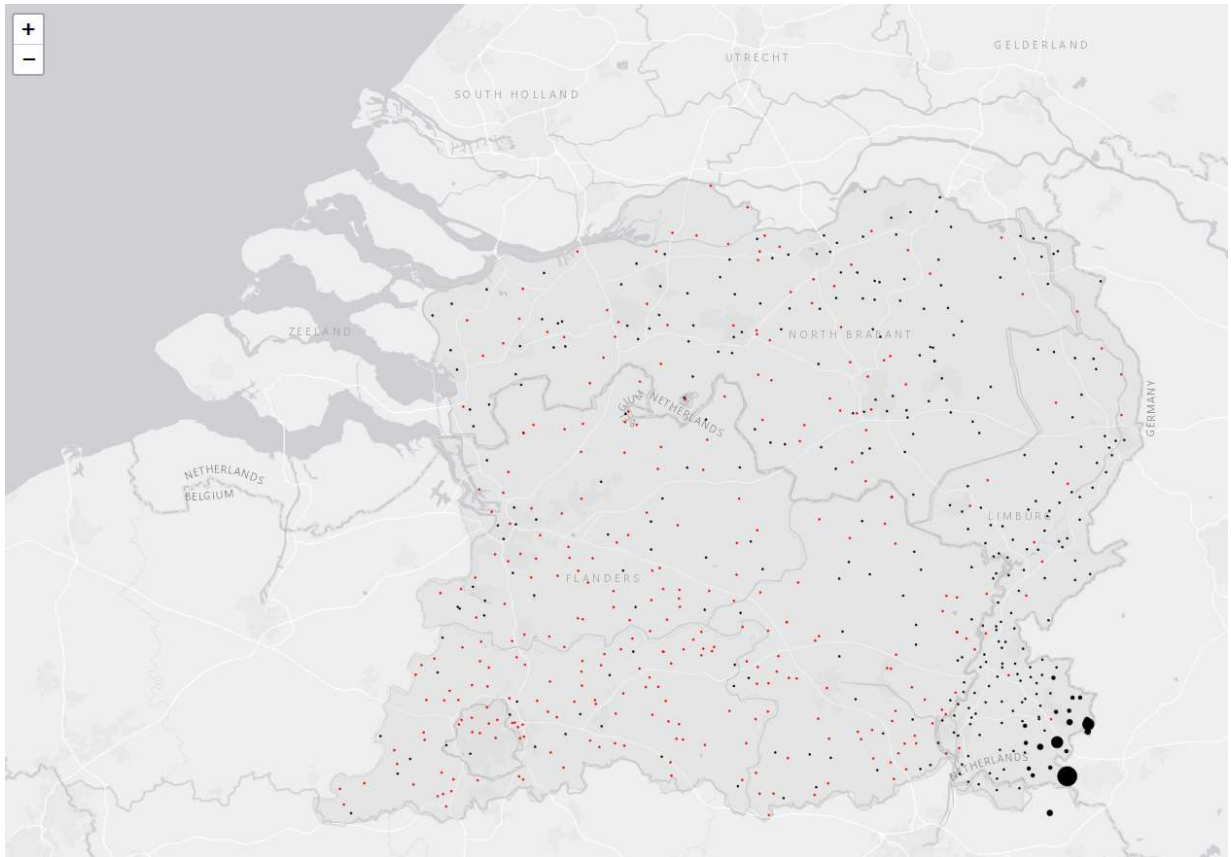 +
−
GELDERLAND
UTRECHT
SOUTH HOLLAND
ZEELAND
NORTH BRABANT
NETHERLANDS
GERMANY
NETHERLANDS
BELGIUM
LIMBURG
FLANDERS
NETHERLANDS